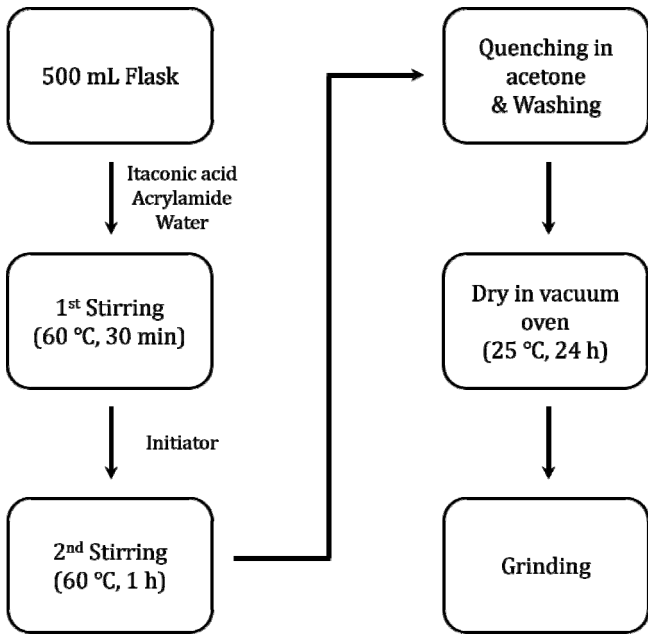 500 mL Flask
Itaconic acid
Acrylamide
Water
1st Stirring
(60 °C, 30 min)
Initiator
2nd Stirring
(60 °C, 1 h)
Quenching in
acetone
& Washing
Dry in vacuum
oven
(25 °C, 24 h)
Grinding